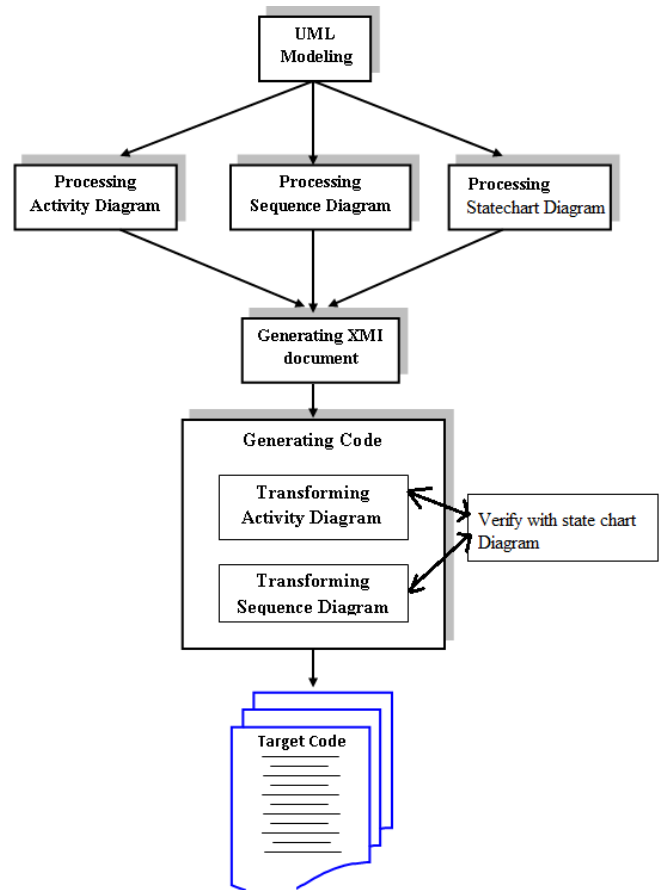 UML
Modeling
Processing
Activity Diagram
Processing
Sequence Diagram
Processing
Statechart Diagram
Generating XMI
document
Generating Code
Transforming
Activity Diagram
Verify with state chart
Diagram
Transforming
Sequence Diagram
Target Code